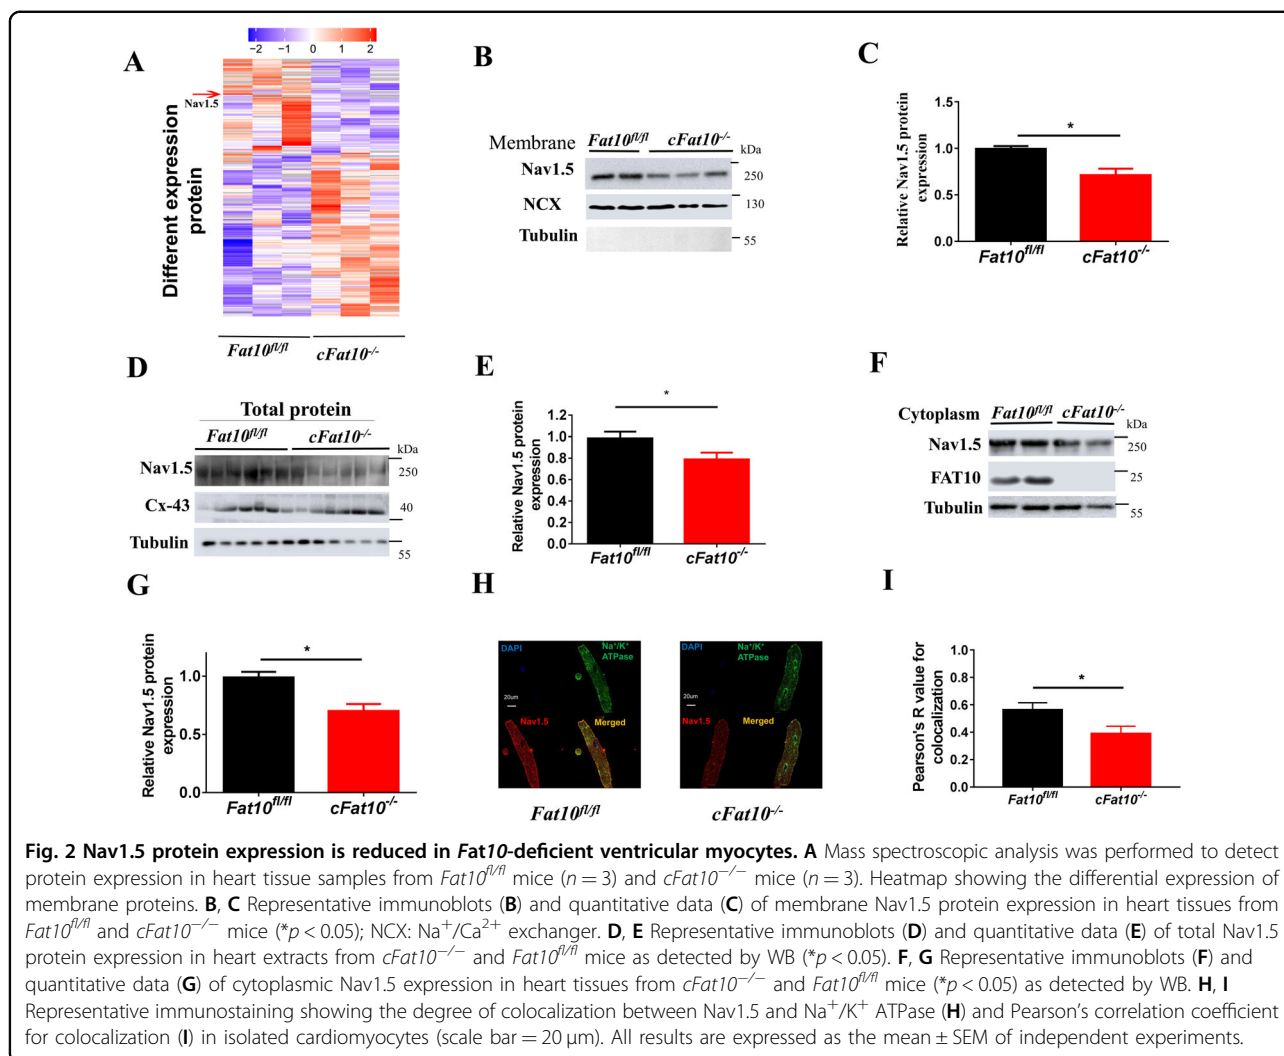 A
−2 −1 0 1 2
Nav1.5
Different expression
protein
Fat10fl/fl cFat10-/-
B
Membrane Fat10fl/fl cFat10-/-
kDa
Nav1.5 250
NCX 130
Tubulin 55
C
Relative Nav1.5 protein
expression
1.5
1.0
0.5
0.0
*
Fat10fl/fl cFat10-/-
D
Total protein
Fat10fl/fl cFat10-/-
kDa
Nav1.5 250
Cx-43 40
Tubulin 55
E
Relative Nav1.5 protein
expression
1.2
1.0
0.8
0.6
0.4
0.2
0.0
*
Fat10fl/fl cFat10-/-
F
Cytoplasm Fat10fl/fl cFat10-/-
kDa
Nav1.5 250
FAT10 25
Tubulin 55
G
Relative Nav1.5 protein
expression
1.0
0.5
0.0
*
Fat10fl/fl cFat10-/-
H
DAPI Na+/K+
ATPase
20um
Nav1.5 Merged
Fat10fl/fl
DAPI Na+/K+
ATPase
20um
Nav1.5 Merged
cFat10-/-
I
Pearson's R value for
colocalization
0.8
0.6
0.4
0.2
0.0
*
Fat10fl/fl cFat10-/-
Fig. 2 Nav1.5 protein expression is reduced in Fat10-deficient ventricular myocytes. A Mass spectroscopic analysis was performed to detect
protein expression in heart tissue samples from Fat10fl/fl mice (n = 3) and cFat10−/− mice (n = 3). Heatmap showing the differential expression of
membrane proteins. B, C Representative immunoblots (B) and quantitative data (C) of membrane Nav1.5 protein expression in heart tissues from
Fat10fl/fl and cFat10−/− mice (*p < 0.05); NCX: Na+/Ca2+ exchanger. D, E Representative immunoblots (D) and quantitative data (E) of total Nav1.5
protein expression in heart extracts from cFat10−/− and Fat10fl/fl mice as detected by WB (*p < 0.05). F, G Representative immunoblots (F) and
quantitative data (G) of cytoplasmic Nav1.5 expression in heart tissues from cFat10−/− and Fat10fl/fl mice (*p < 0.05) as detected by WB. H, I
Representative immunostaining showing the degree of colocalization between Nav1.5 and Na+/K+ ATPase (H) and Pearson's correlation coefficient
for colocalization (I) in isolated cardiomyocytes (scale bar = 20 μm). All results are expressed as the mean ± SEM of independent experiments.